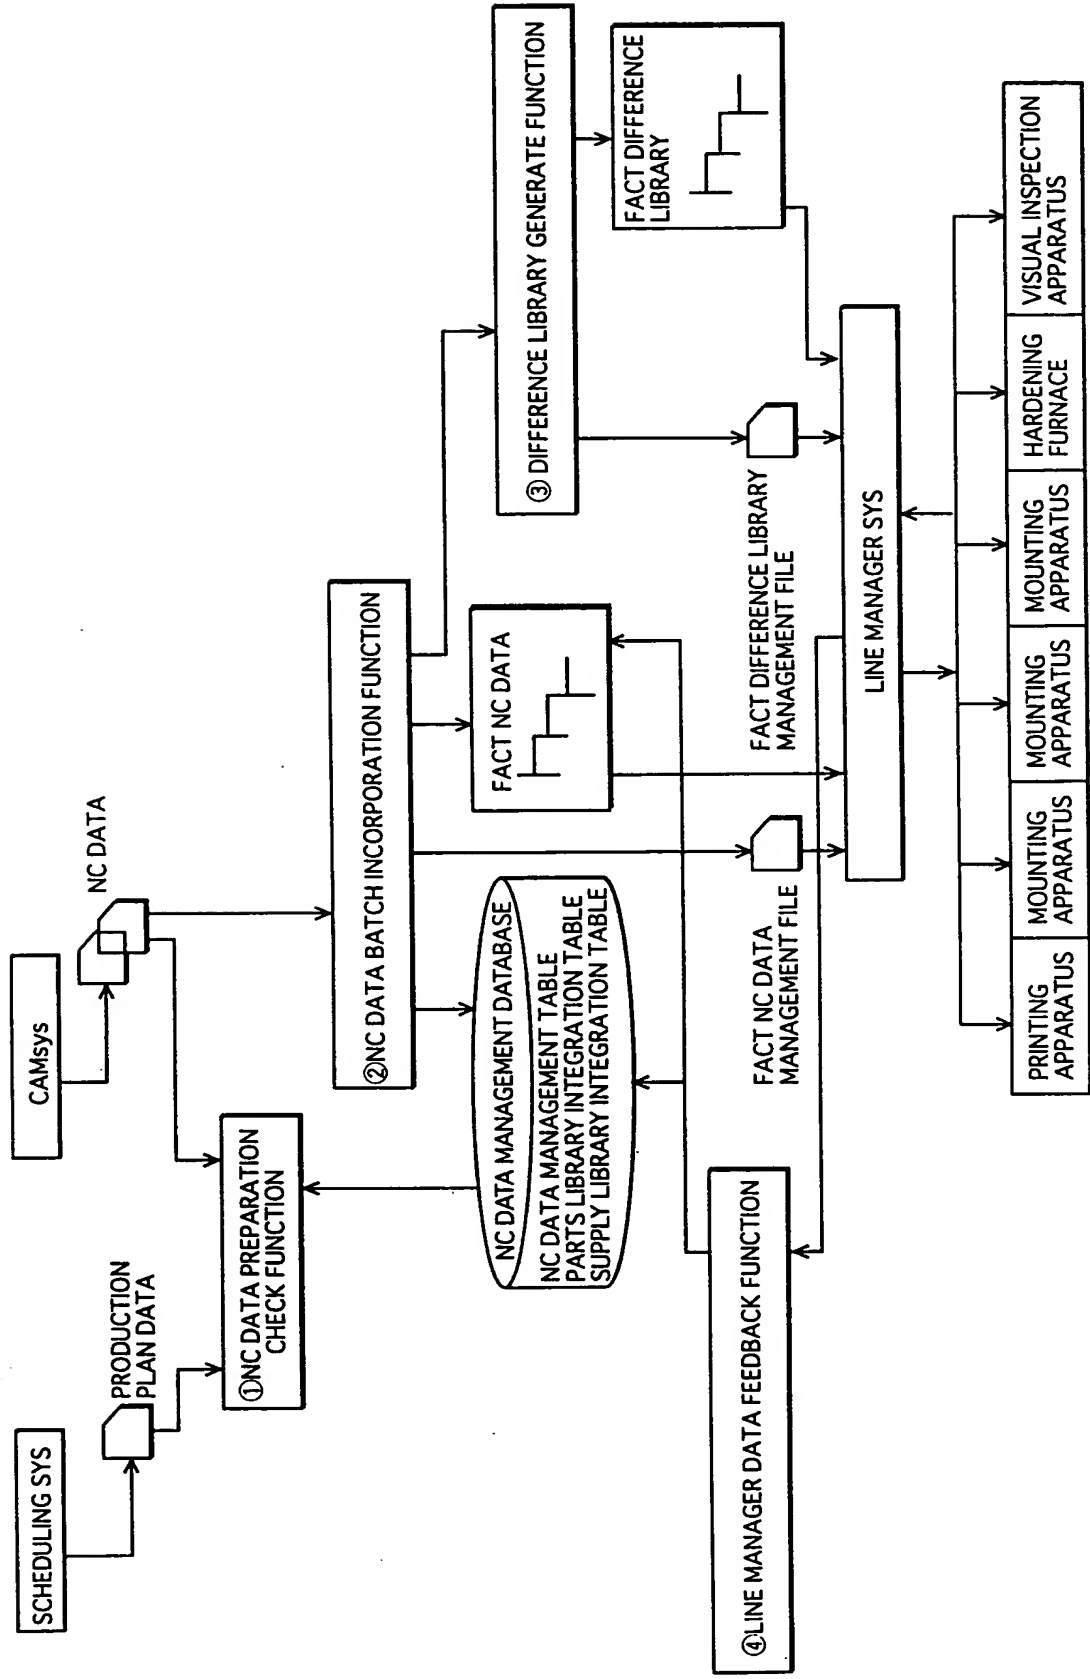 SCHEDULING SYS
CAMsys
PRODUCTION
PLAN DATA
NC DATA
①NC DATA PREPARATION
CHECK FUNCTION
②NC DATA BATCH INCORPORATION FUNCTION
③ DIFFERENCE LIBRARY GENERATE FUNCTION
NC DATA MANAGEMENT DATABASE
NC DATA MANAGEMENT TABLE
PARTS LIBRARY INTEGRATION TABLE
SUPPLY LIBRARY INTEGRATION TABLE
FACT NC DATA
FACT DIFFERENCE
LIBRARY
④LINE MANAGER DATA FEEDBACK FUNCTION
FACT NC DATA
MANAGEMENT FILE
FACT DIFFERENCE LIBRARY
MANAGEMENT FILE
LINE MANAGER SYS
PRINTING
APPARATUS
MOUNTING
APPARATUS
MOUNTING
APPARATUS
MOUNTING
APPARATUS
HARDENING
FURNACE
VISUAL INSPECTION
APPARATUS